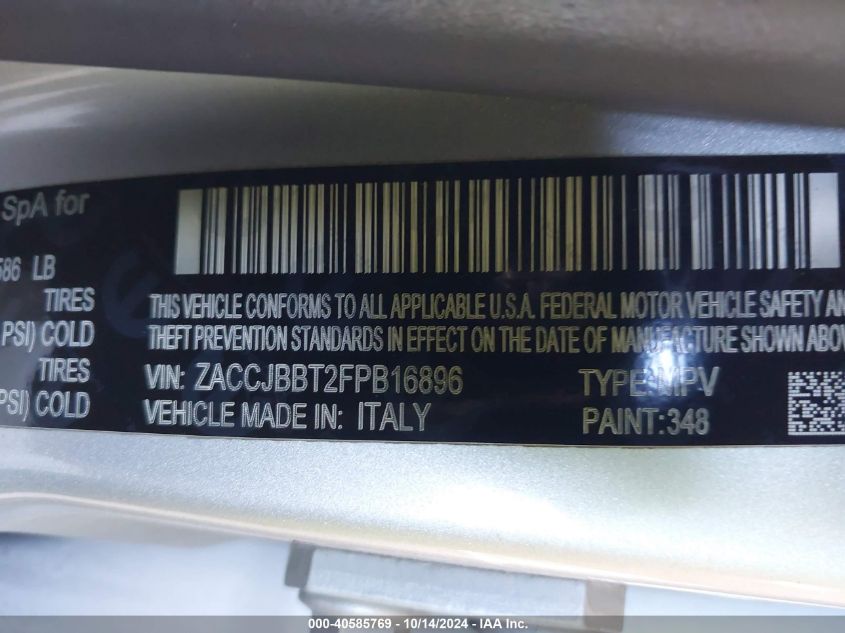 SpA for
586 LB
TIRES
PSI) COLD
PSI) COLD
THIS VEHICLE CONFORMS TO ALL APPLICABLE U.S.A. FEDERAL MOTOR VEHICLE SAFETY AN
THEFT PREVENTION STANDARDS IN EFFECT ON THE DATE OF MANUFACTURE SHOWN ABOV
VIN: ZACCJBBT2FPB16896 TYPE:MPV
VEHICLE MADE IN: ITALY PAINT:348
TIRES
000-40585769 - 10/14/2024 - IAA Inc.